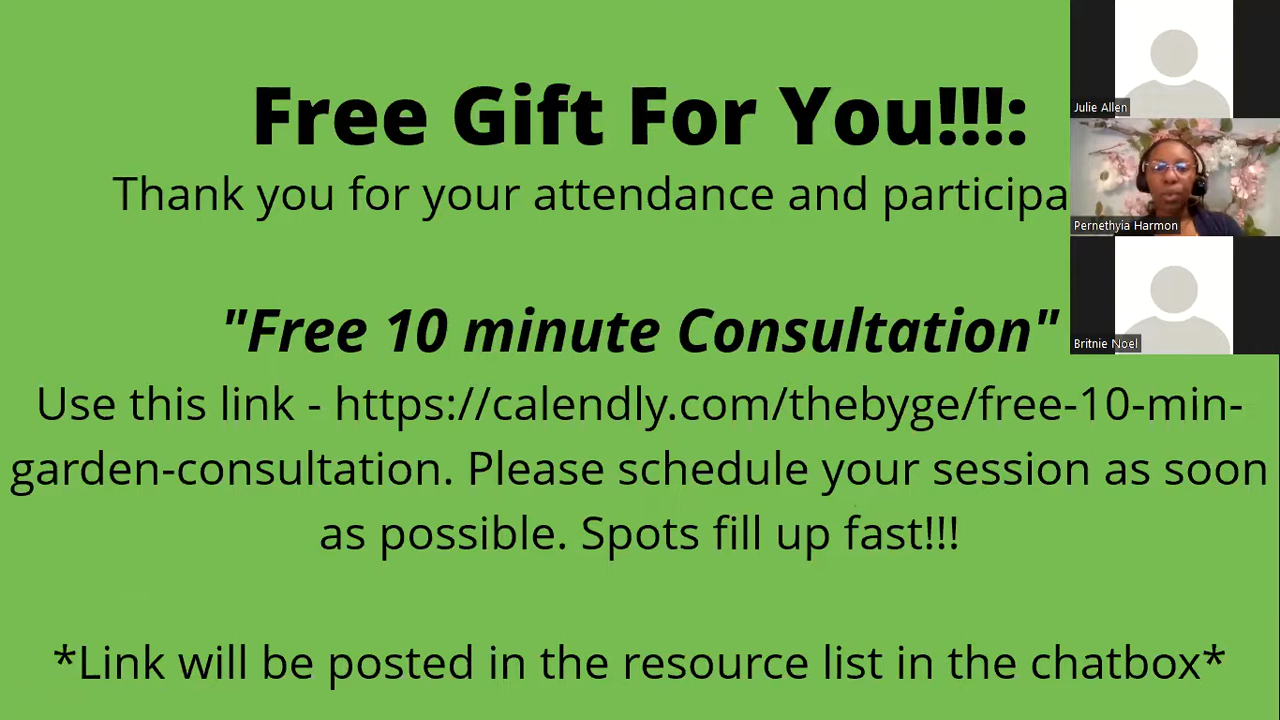 Free Gift For You!!!:
Thank you for your attendance and participa
"Free 10 minute Consultation"
Use this link - https://calendly.com/thebyge/free-10-min-
garden-consultation. Please schedule your session as soon
as possible. Spots fill up fast!!!
*Link will be posted in the resource list in the chatbox*
Julie Allen
Pernethyia Harmon
Britnie Noel